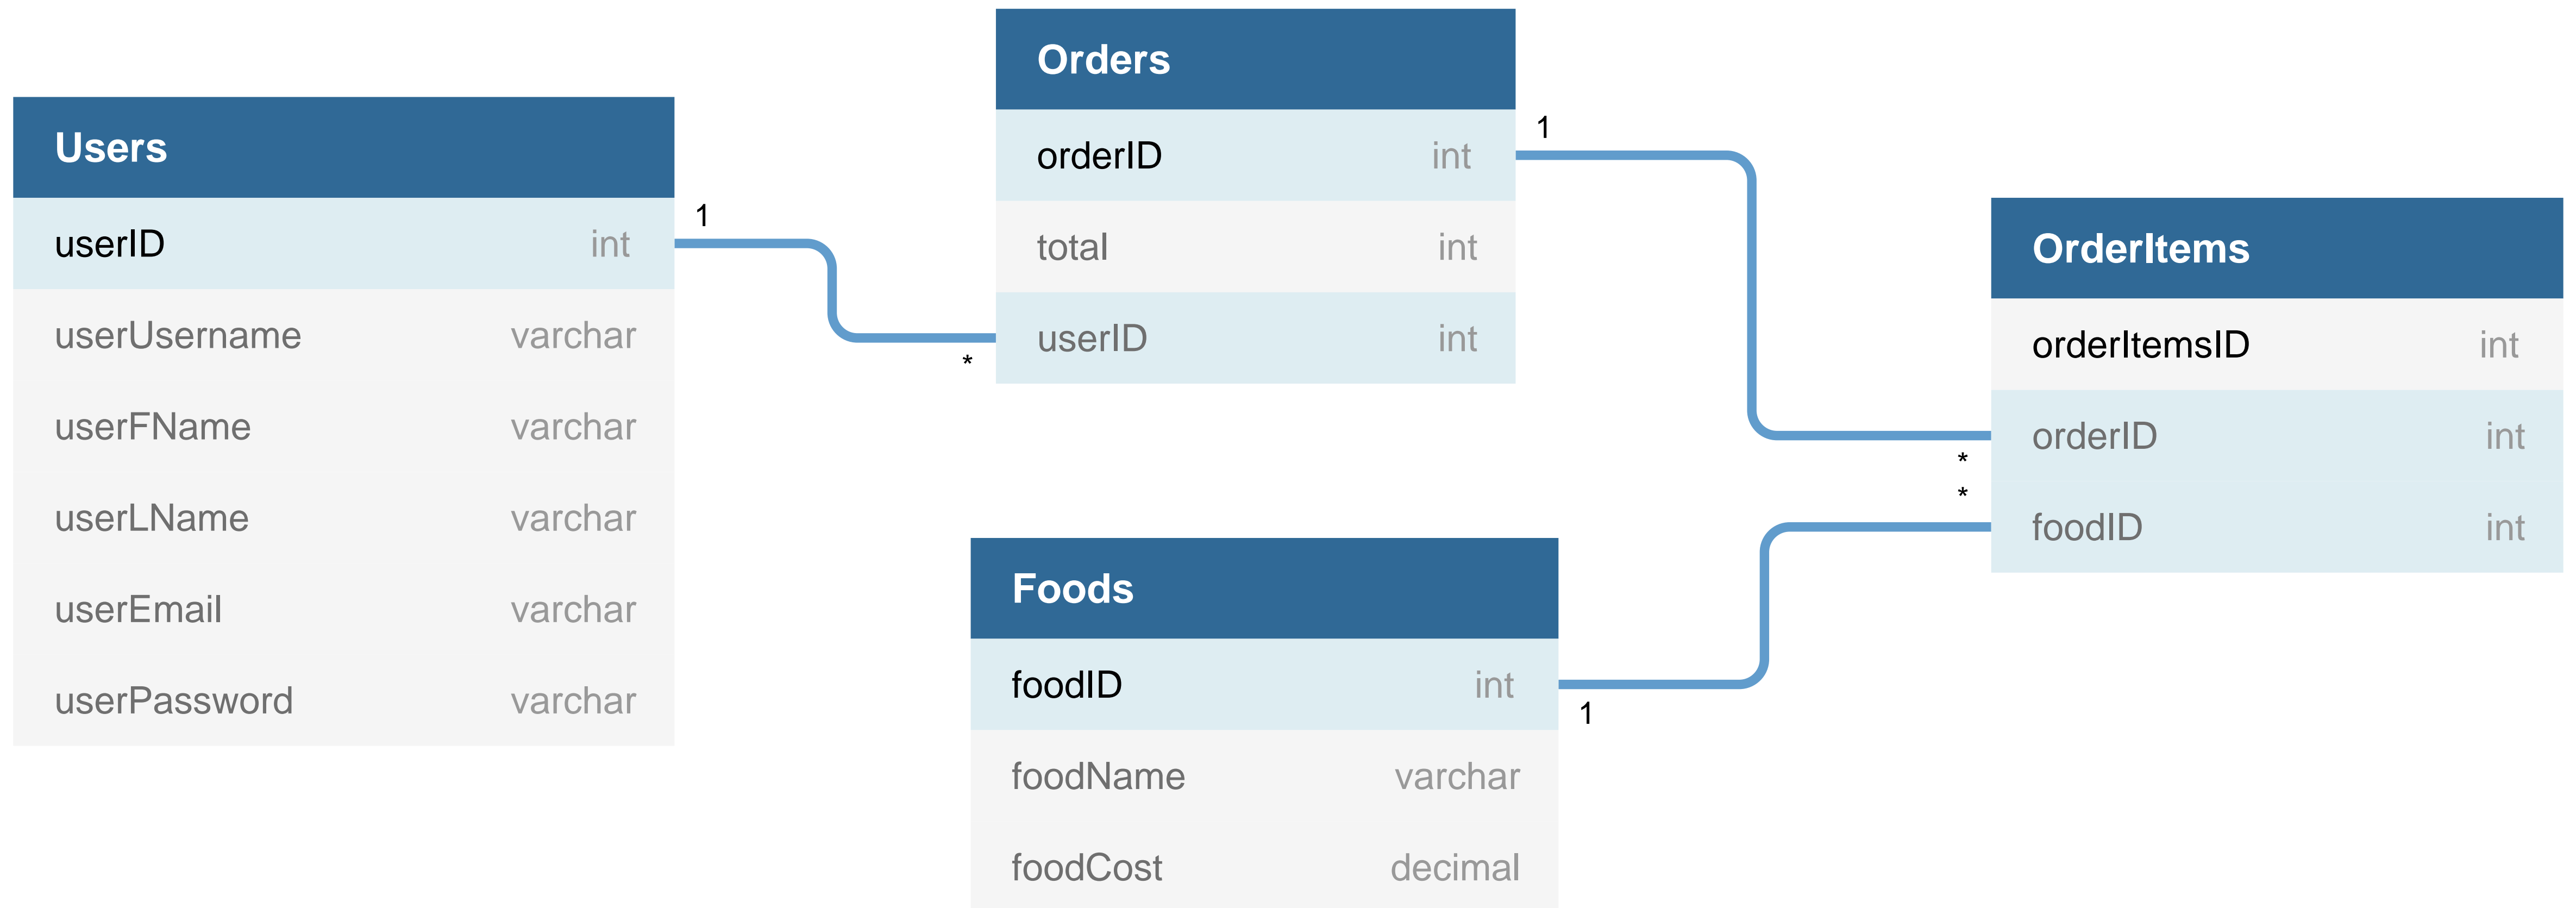 Users
userID int
userUsername varchar
userFName varchar
userLName varchar
userEmail varchar
userPassword varchar
1
*
Orders
orderID int
total int
userID int
1
*
Foods
foodID int
foodName varchar
foodCost decimal
1
*
OrderItems
orderItemsID int
orderID int
foodID int